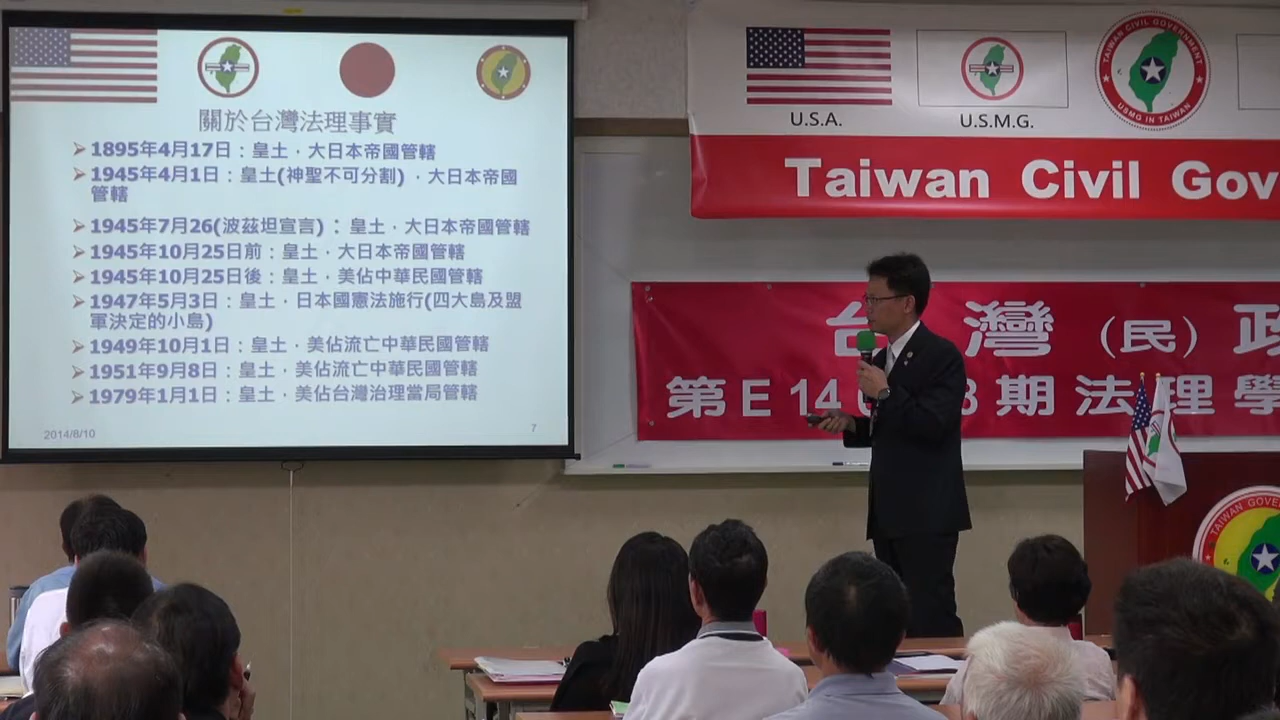 關於台灣法理事實
➢ 1895年4月17日：皇土，大日本帝國管轄
➢ 1945年4月1日：皇土(神聖不可分割)，大日本帝國
管轄
➢ 1945年7月26(波茲坦宣言)：皇土，大日本帝國管轄
➢ 1945年10月25日前：皇土，大日本帝國管轄
➢ 1945年10月25日後：皇土，美佔中華民國管轄
➢ 1947年5月3日：皇土，日本國憲法施行(四大島及盟
軍決定的小島)
➢ 1949年10月1日：皇土，美佔流亡中華民國管轄
➢ 1951年9月8日：皇土，美佔流亡中華民國管轄
➢ 1979年1月1日：皇土，美佔台灣治理當局管轄
2014/8/10
7
TAIWAN CIVIL GOVERNMENT
USMG IN TAIWAN
U.S.A.
U.S.M.G.
Taiwan Civil Gov
台灣（民）政
第E14 8期法理學
TAIWAN GOVERN